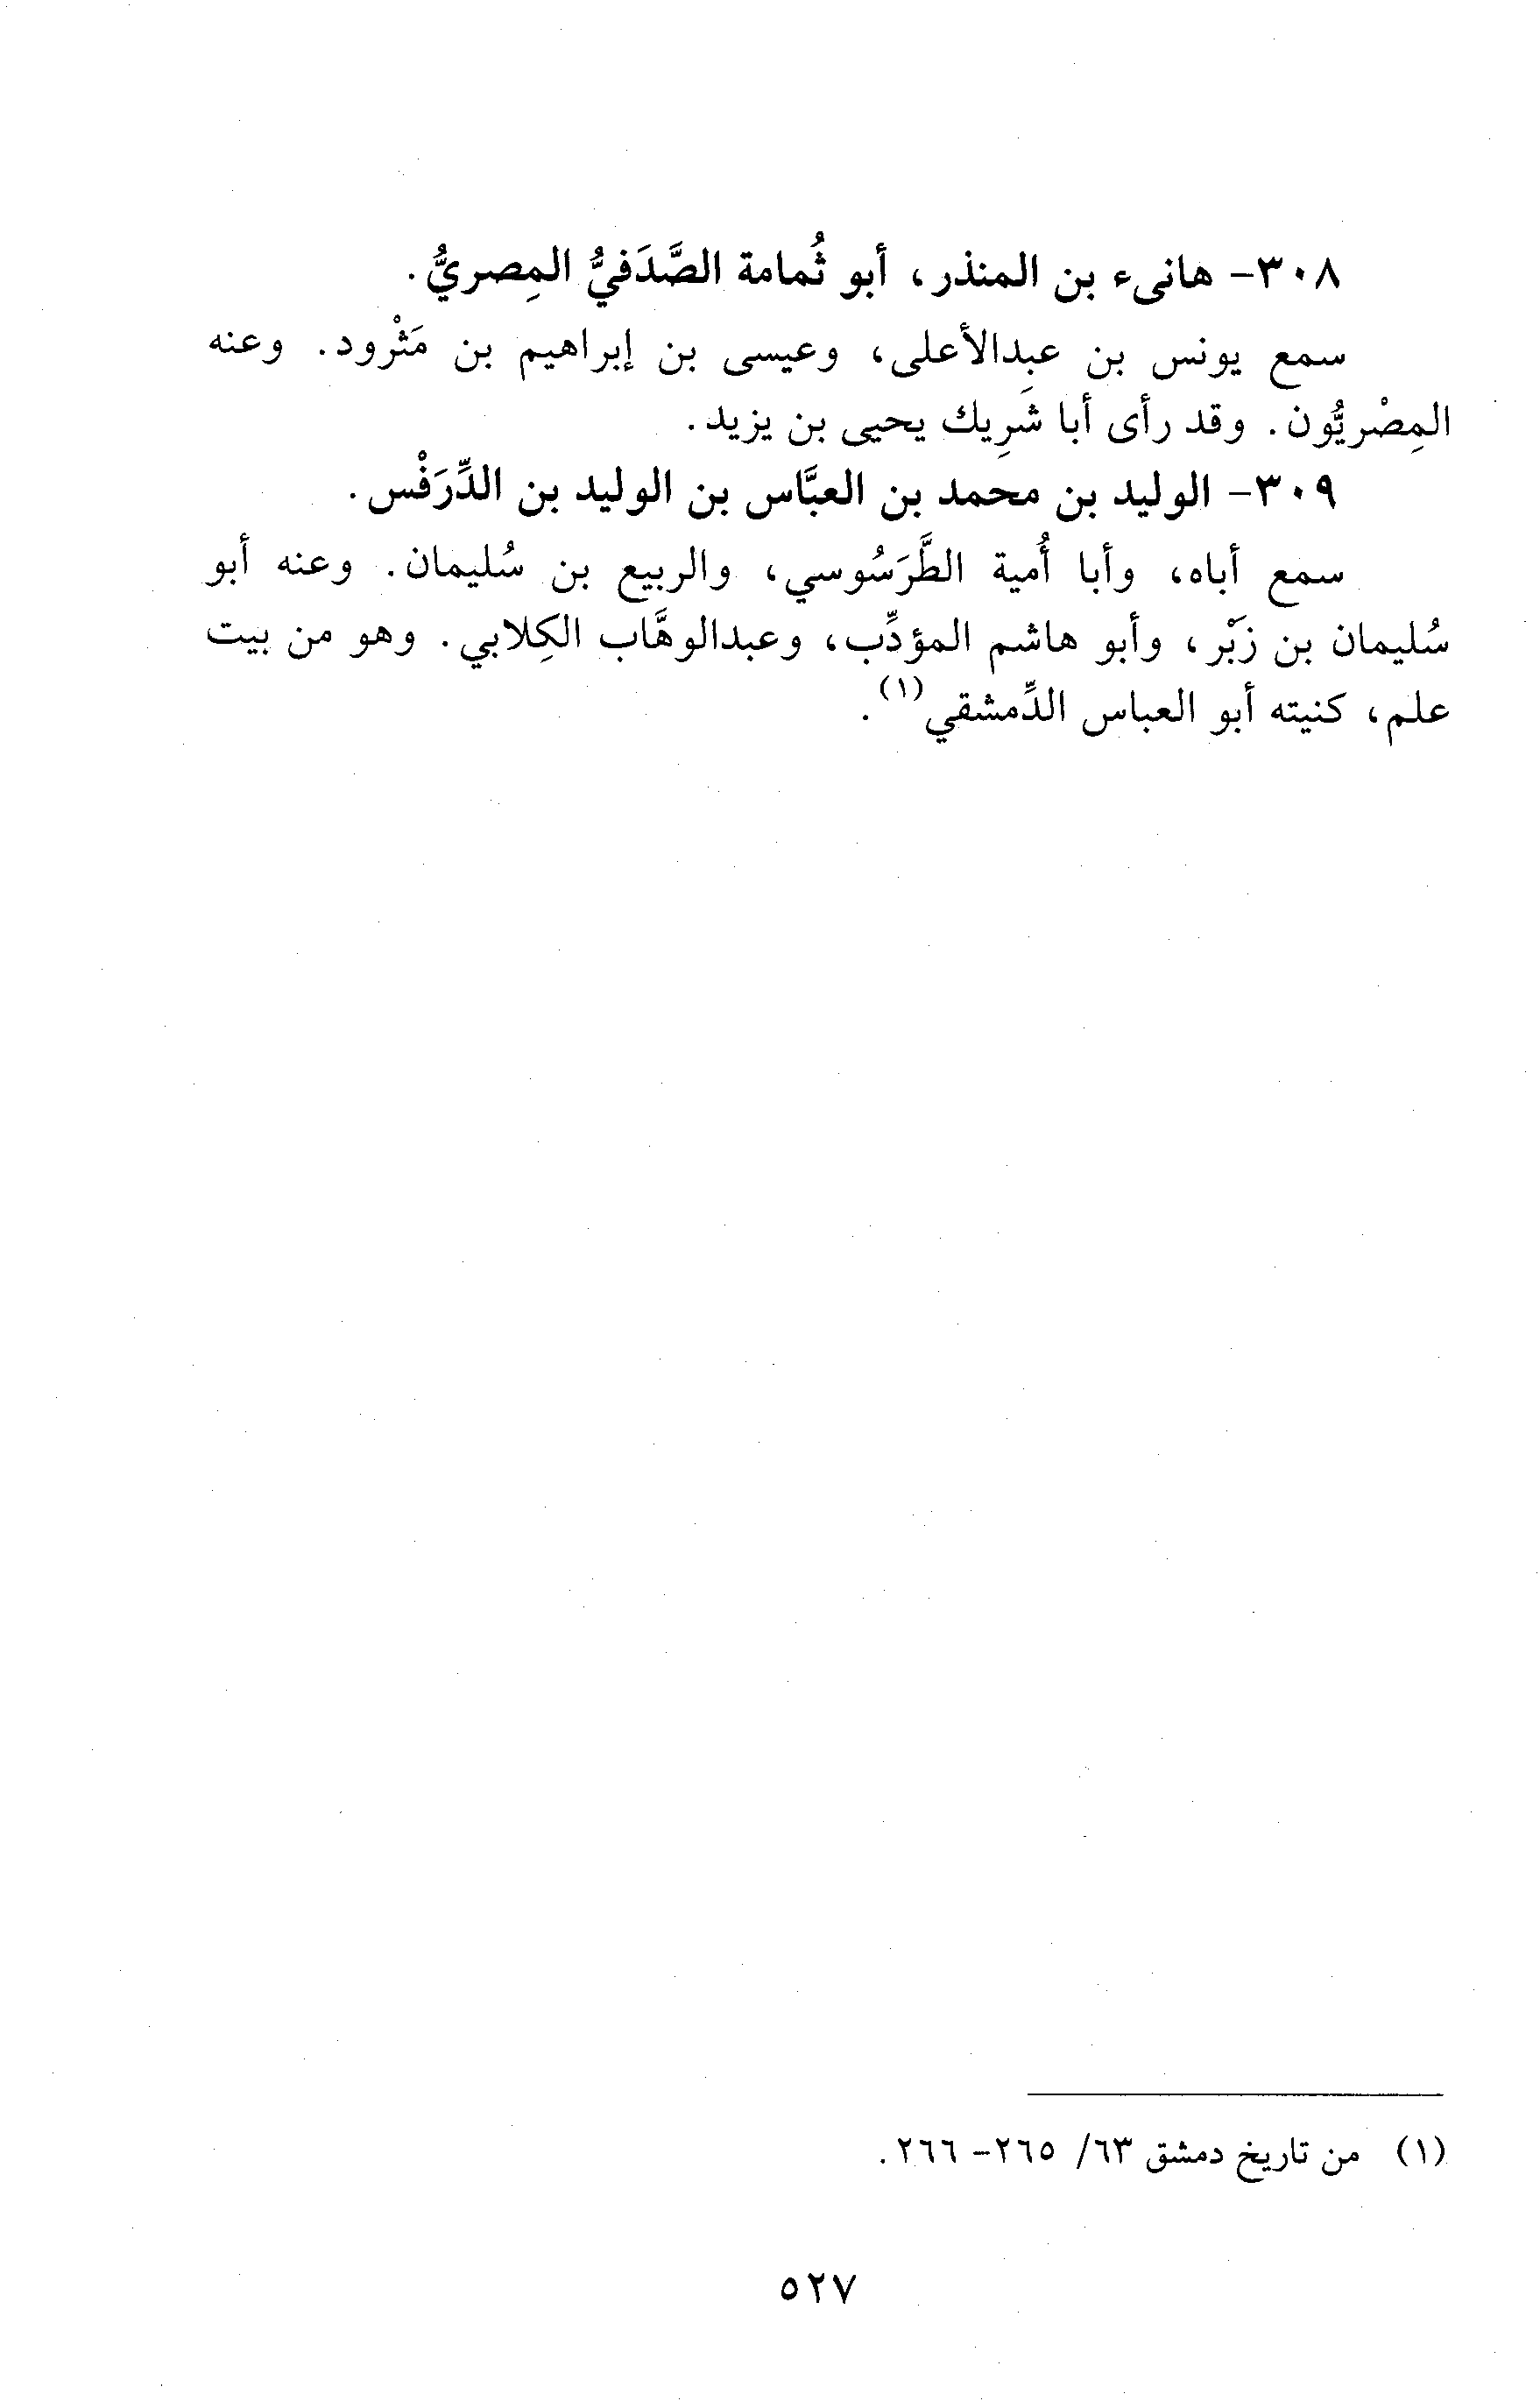 ٣٠٨- هانىء بن المنذر، أبو ثُمامة الصَّدَفيُّ المِصريُّ.
سمع يونس بن عبدالأعلى، وعيسى بن إبراهيم بن مَثْرود. وعنه
المِصْريُّون. وقد رأى أبا شَرِيك يحيى بن يزيد.
٣٠٩- الوليد بن محمد بن العبَّاس بن الوليد بن الدِّرَفْس.
سمع أباه، وأبا أُمية الطَّرَسُوسي، والربيع بن سُليمان. وعنه أبو
سُليمان بن زَبْر، وأبو هاشم المؤدِّب، وعبدالوهَّاب الكِلابي. وهو من بيت
علم، كنيته أبو العباس الدِّمشقي(١).
(١) من تاريخ دمشق ٦٣/ ٢٦٥- ٢٦٦.
٥٢٧